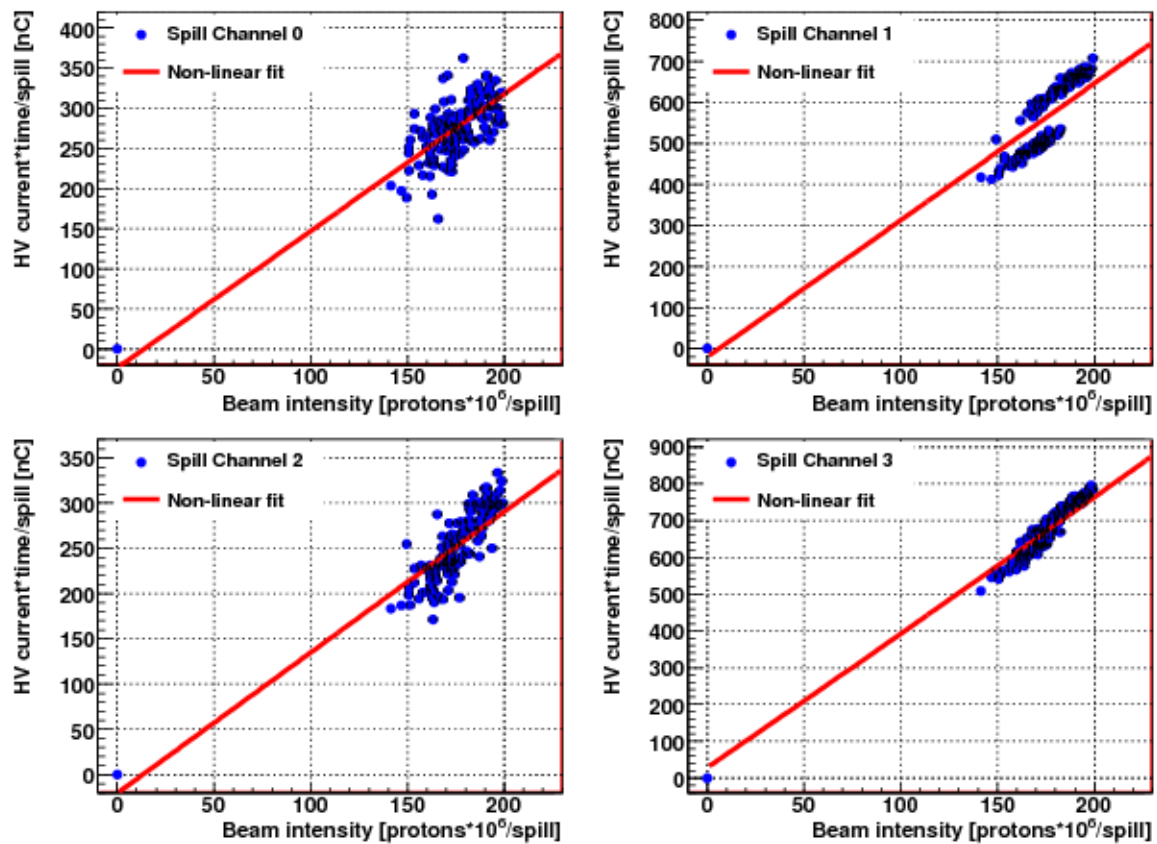 HV current*time/spill [nC]
400
350
300
250
200
150
100
50
0
Spill Channel 0
Non-linear fit
0 50 100 150 200
Beam intensity [protons*10⁶/spill]
HV current*time/spill [nC]
800
700
600
500
400
300
200
100
0
Spill Channel 1
Non-linear fit
0 50 100 150 200
Beam intensity [protons*10⁶/spill]
HV current*time/spill [nC]
350
300
250
200
150
100
50
0
Spill Channel 2
Non-linear fit
0 50 100 150 200
Beam intensity [protons*10⁶/spill]
HV current*time/spill [nC]
900
800
700
600
500
400
300
200
100
0
Spill Channel 3
Non-linear fit
0 50 100 150 200
Beam intensity [protons*10⁶/spill]